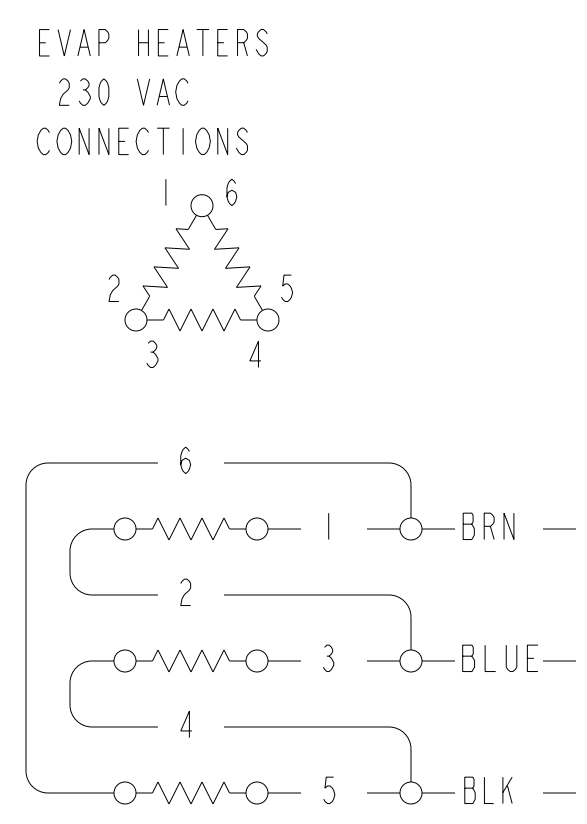 EVAP HEATERS
230 VAC
CONNECTIONS
1 6
2 5
3 4
6
1 BRN
2
3 BLUE
4
5 BLK